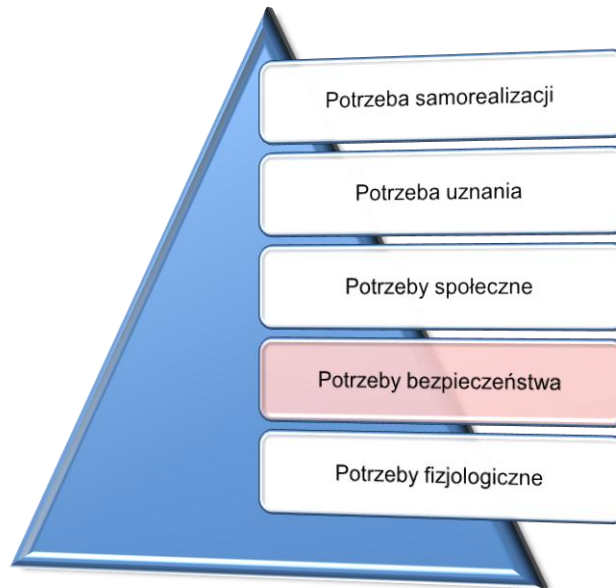 Potrzeba samorealizacji
Potrzeba uznania
Potrzeby społeczne
Potrzeby bezpieczeństwa
Potrzeby fizjologiczne